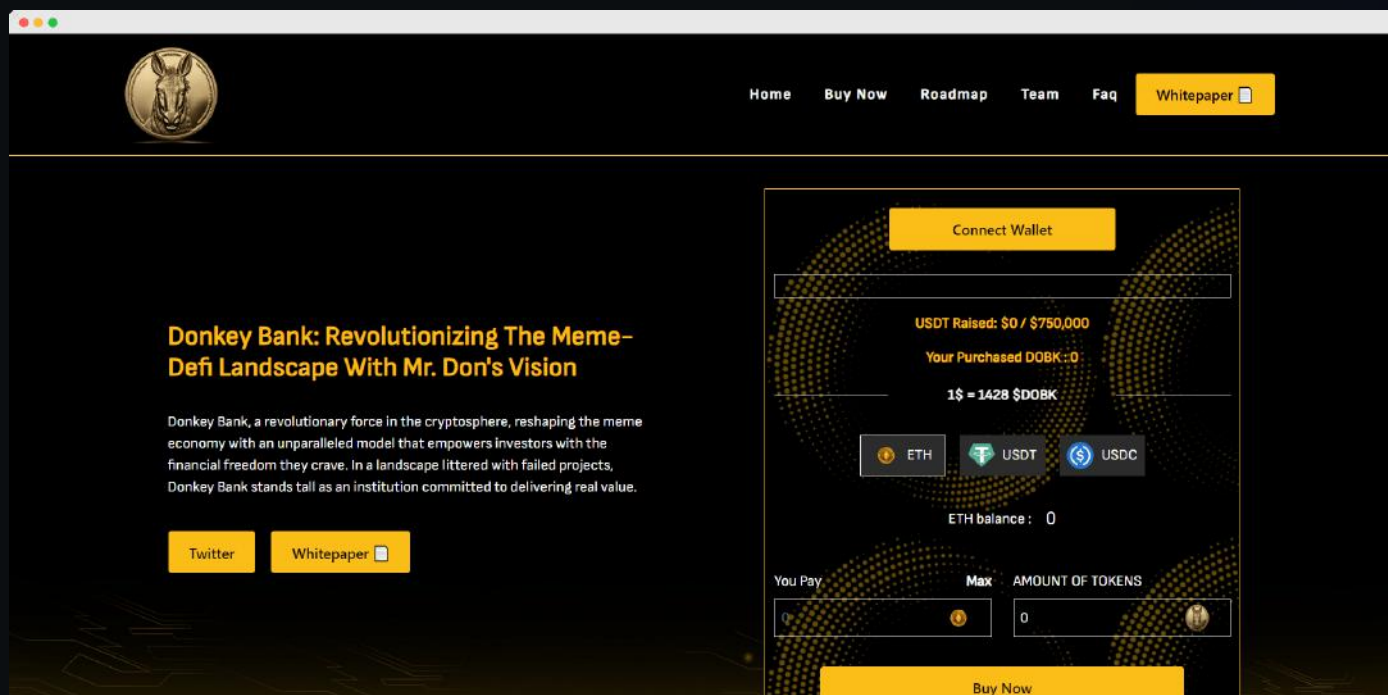 Home Buy Now Roadmap Team Faq Whitepaper
Connect Wallet
USDT Raised: $0 / $750,000
Your Purchased DOBK : 0
1$ = 1428 $DOBK
ETH USDT USDC
ETH balance : 0
You Pay Max AMOUNT OF TOKENS
0 0
Buy Now
Donkey Bank: Revolutionizing The Meme-
Defi Landscape With Mr. Don's Vision
Donkey Bank, a revolutionary force in the cryptosphere, reshaping the meme
economy with an unparalleled model that empowers investors with the
financial freedom they crave. In a landscape littered with failed projects,
Donkey Bank stands tall as an institution committed to delivering real value.
Twitter Whitepaper